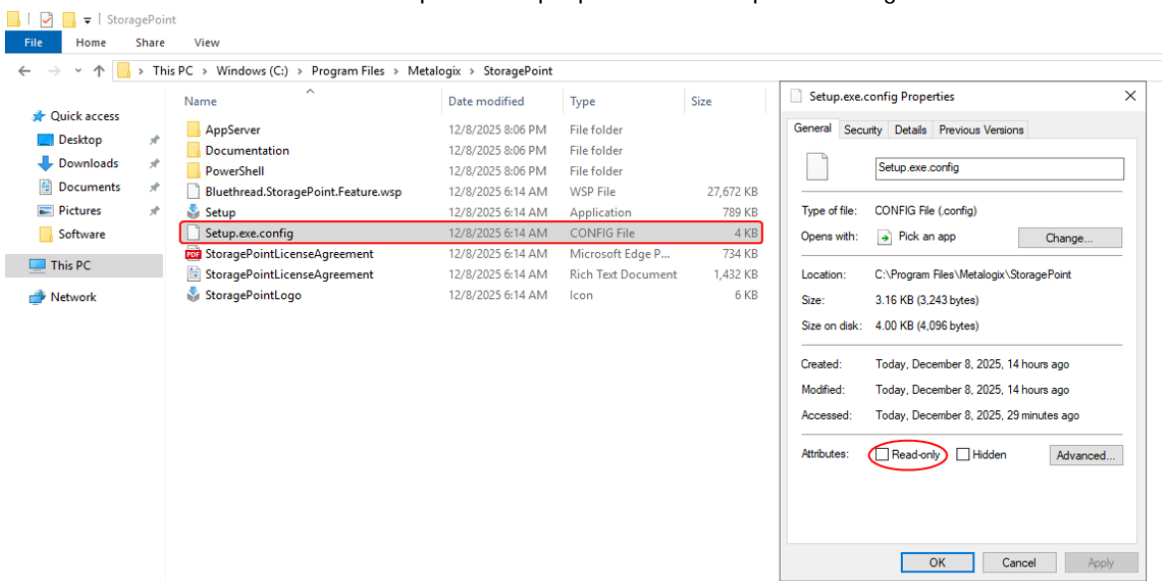 StoragePoint
File Home Share View
This PC > Windows (C:) > Program Files > Metalogix > StoragePoint
Quick access
Desktop
Downloads
Documents
Pictures
Software
This PC
Network
Name Date modified Type Size
AppServer 12/8/2025 8:06 PM File folder
Documentation 12/8/2025 8:06 PM File folder
PowerShell 12/8/2025 8:06 PM File folder
Bluethread.StoragePoint.Feature.wsp 12/8/2025 6:14 AM WSP File 27,672 KB
Setup 12/8/2025 6:14 AM Application 789 KB
Setup.exe.config 12/8/2025 6:14 AM CONFIG File 4 KB
StoragePointLicenseAgreement 12/8/2025 6:14 AM Microsoft Edge P... 734 KB
StoragePointLicenseAgreement 12/8/2025 6:14 AM Rich Text Document 1,432 KB
StoragePointLogo 12/8/2025 6:14 AM Icon 6 KB
Setup.exe.config Properties
General Security Details Previous Versions
Setup.exe.config
Type of file: CONFIG File (.config)
Opens with: Pick an app Change...
Location: C:\Program Files\Metalogix\StoragePoint
Size: 3.16 KB (3,243 bytes)
Size on disk: 4.00 KB (4,096 bytes)
Created: Today, December 8, 2025, 14 hours ago
Modified: Today, December 8, 2025, 14 hours ago
Accessed: Today, December 8, 2025, 29 minutes ago
Attributes: Read-only Hidden Advanced...
OK Cancel Apply